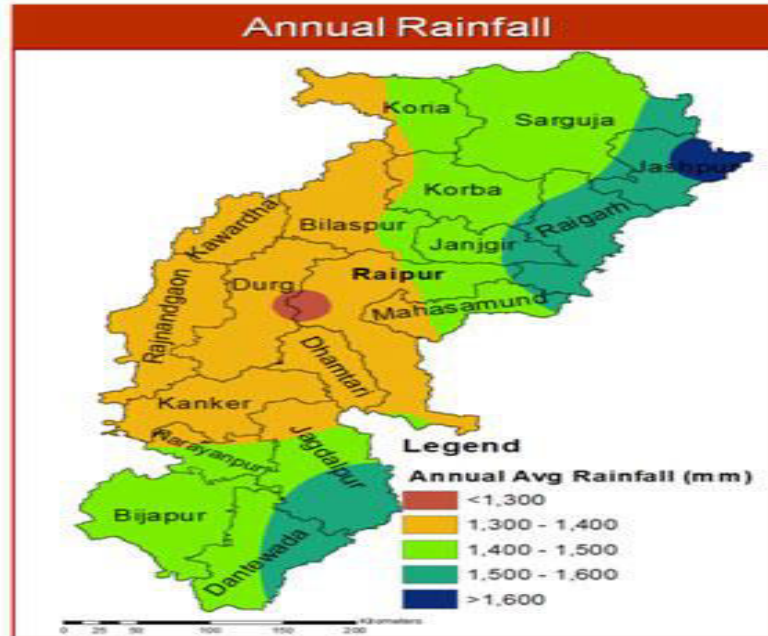 Annual Rainfall
Koria
Sarguja
Jashpur
Korba
Kawardha
Bilaspur
Raigarh
Janjgir
Durg
Raipur
Mahasamund
Rajnandgaon
Dhamtari
Kanker
Narayanpur
Jagdalpur
Bijapur
Dantewada
Legend
Annual Avg Rainfall (mm)
<1,300
1,300 - 1,400
1,400 - 1,500
1,500 - 1,600
>1,600
Kilometers
0 25 50 100 150 200